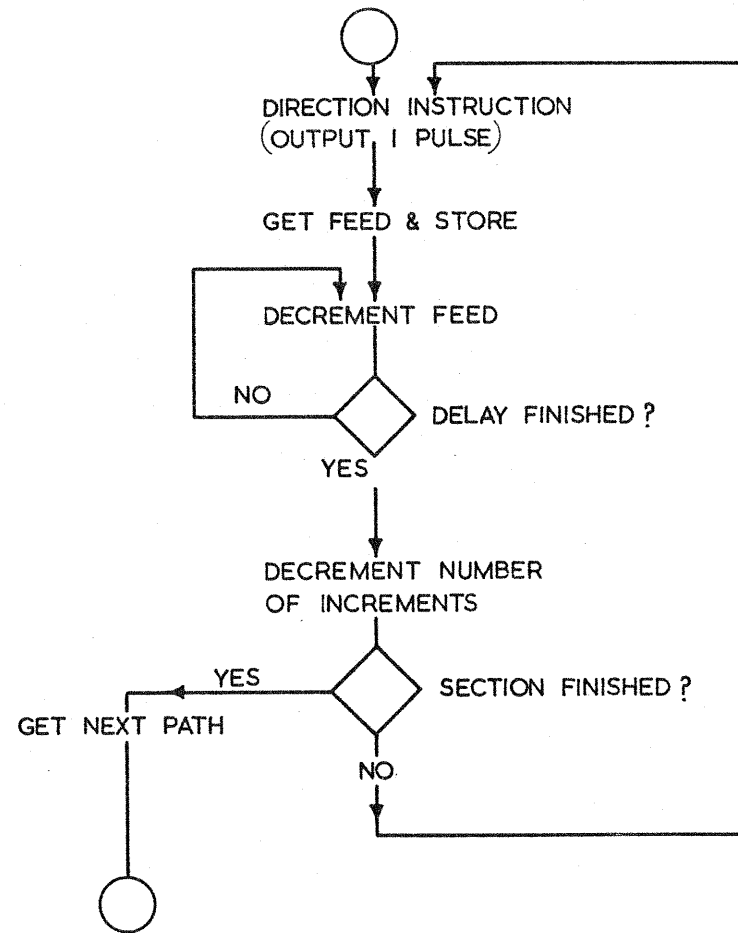 DIRECTION INSTRUCTION
(OUTPUT 1 PULSE)
GET FEED & STORE
DECREMENT FEED
NO
DELAY FINISHED?
YES
DECREMENT NUMBER
OF INCREMENTS
YES
SECTION FINISHED?
GET NEXT PATH
NO